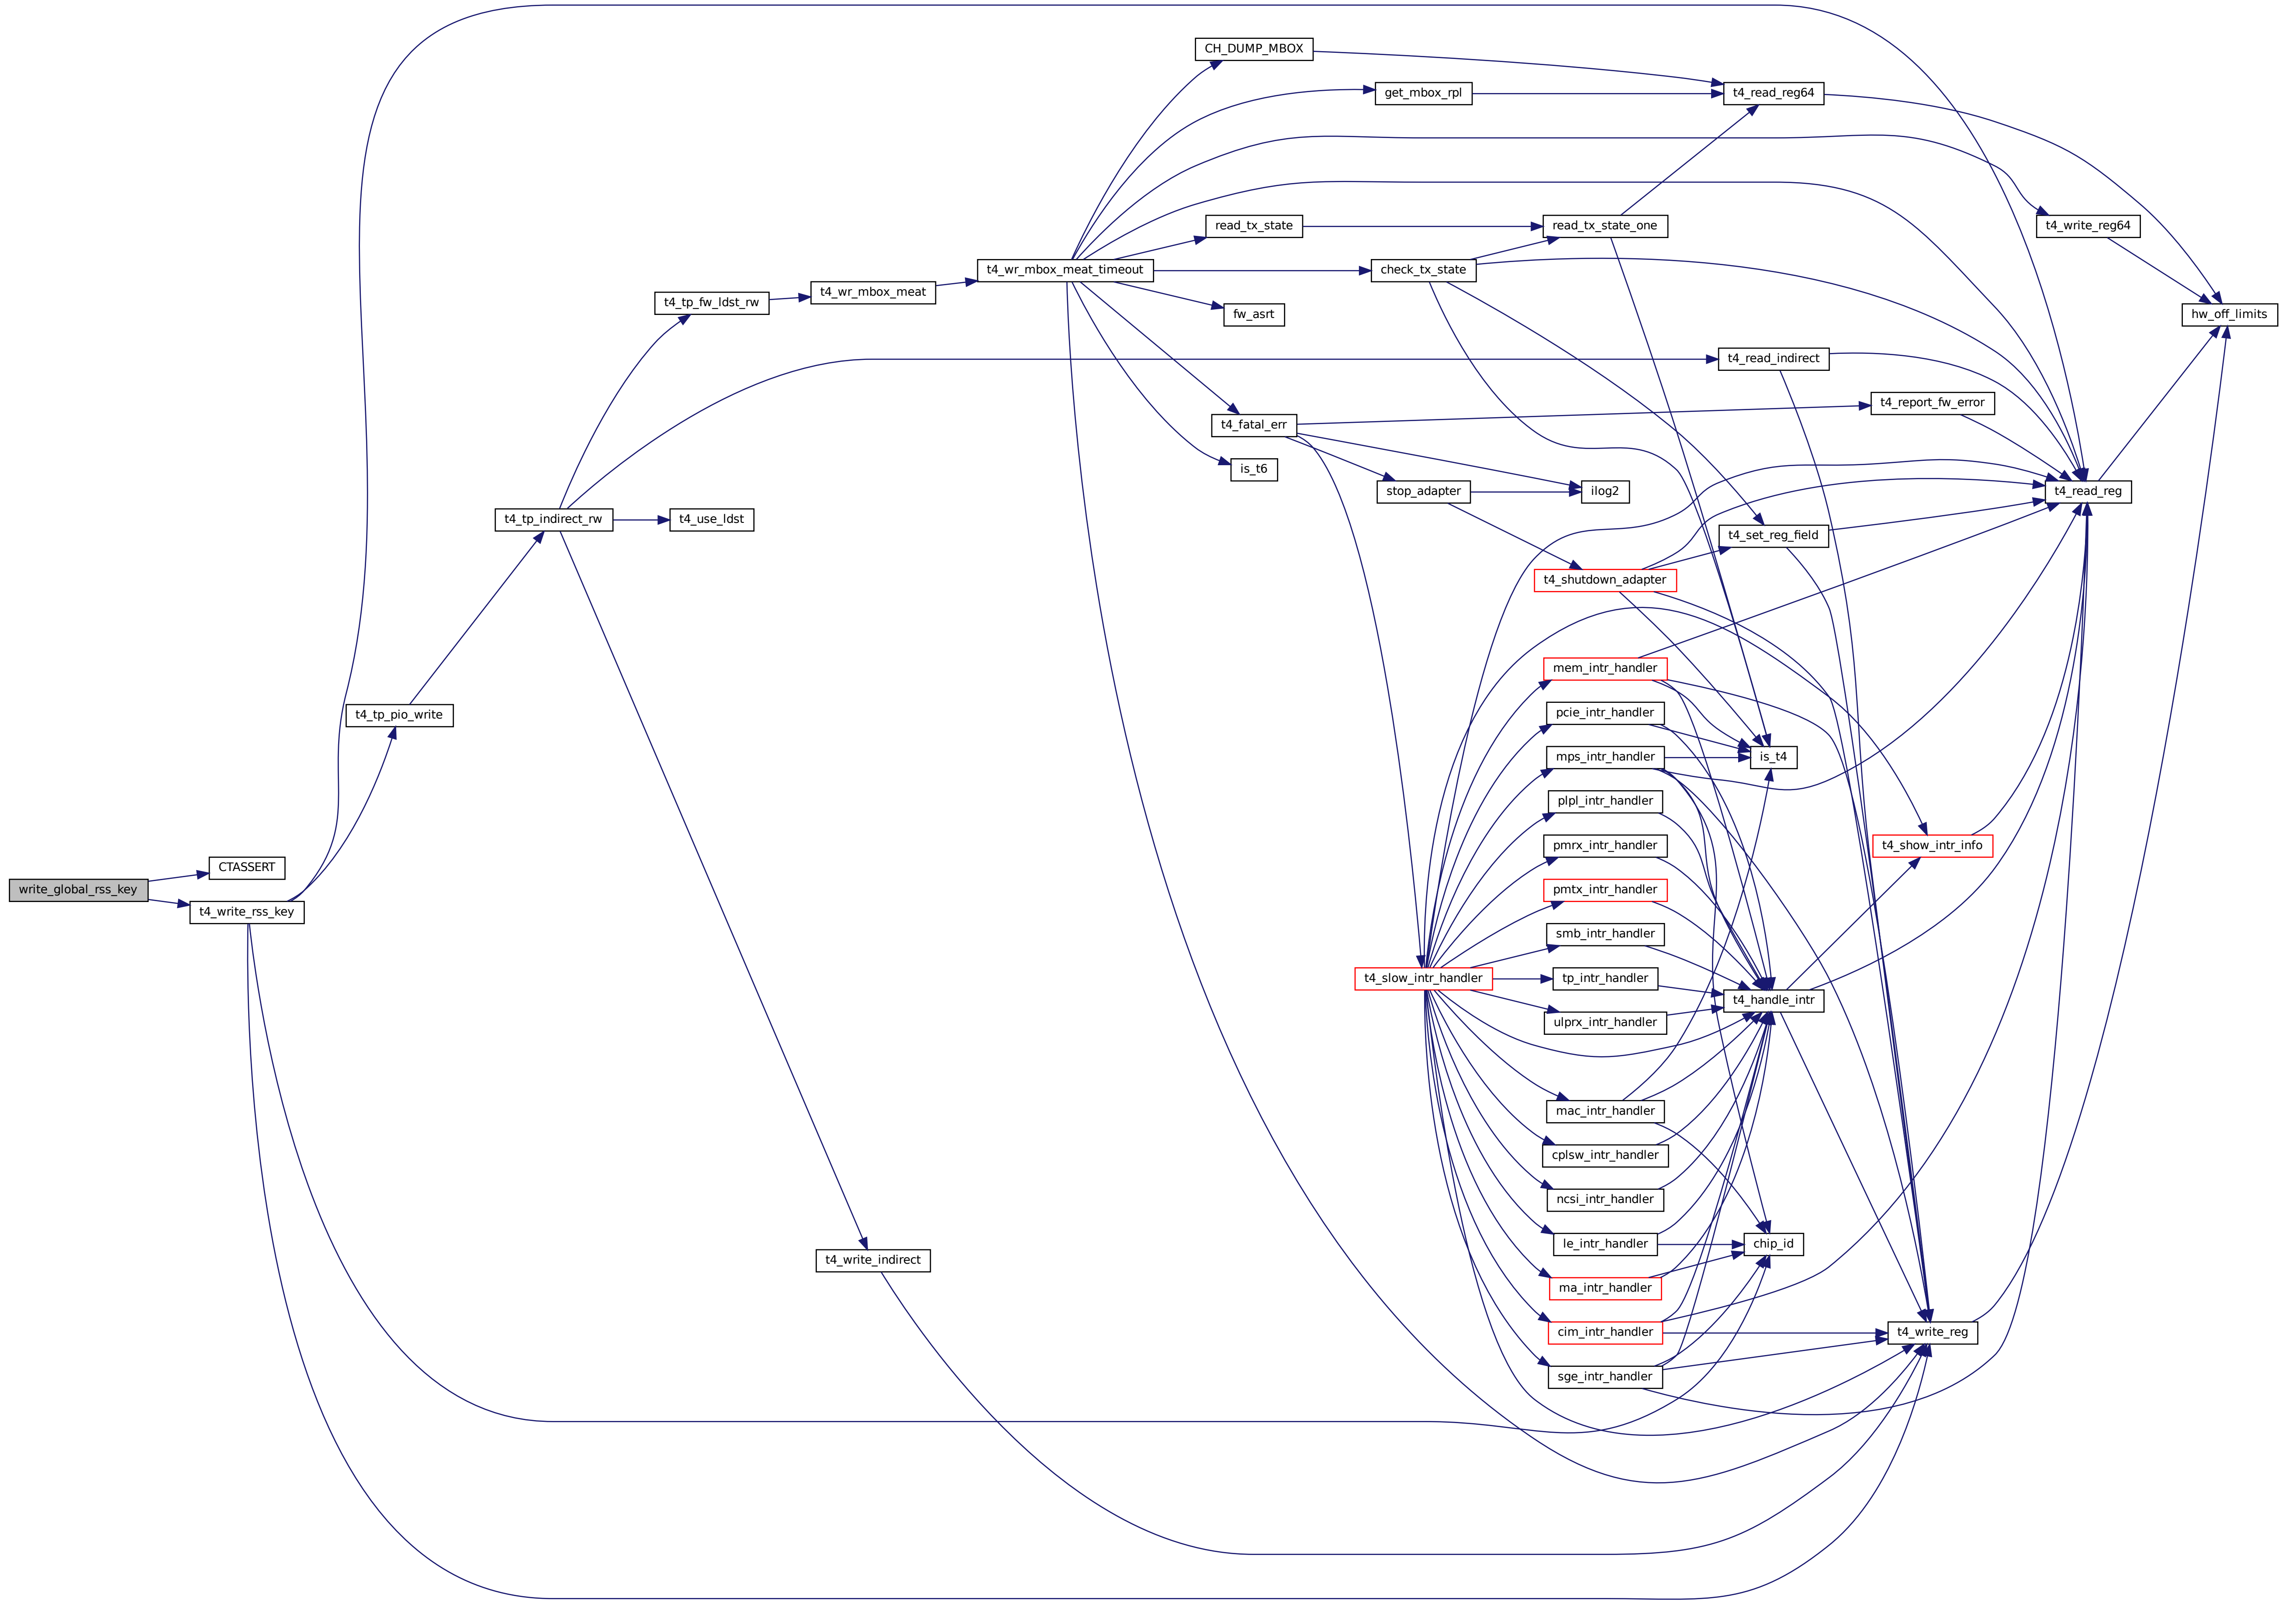 CH_DUMP_MBOX
get_mbox_rpl
t4_read_reg64
read_tx_state
read_tx_state_one
t4_write_reg64
t4_wr_mbox_meat_timeout
check_tx_state
t4_wr_mbox_meat
t4_tp_fw_ldst_rw
fw_asrt
hw_off_limits
t4_read_indirect
t4_report_fw_error
t4_fatal_err
is_t6
stop_adapter
ilog2
t4_read_reg
t4_tp_indirect_rw
t4_use_ldst
t4_set_reg_field
t4_shutdown_adapter
mem_intr_handler
t4_tp_pio_write
pcie_intr_handler
mps_intr_handler
is_t4
plpl_intr_handler
pmrx_intr_handler
t4_show_intr_info
CTASSERT
write_global_rss_key
pmtx_intr_handler
t4_write_rss_key
smb_intr_handler
t4_slow_intr_handler
tp_intr_handler
t4_handle_intr
ulprx_intr_handler
mac_intr_handler
cplsw_intr_handler
ncsi_intr_handler
le_intr_handler
chip_id
t4_write_indirect
ma_intr_handler
cim_intr_handler
t4_write_reg
sge_intr_handler